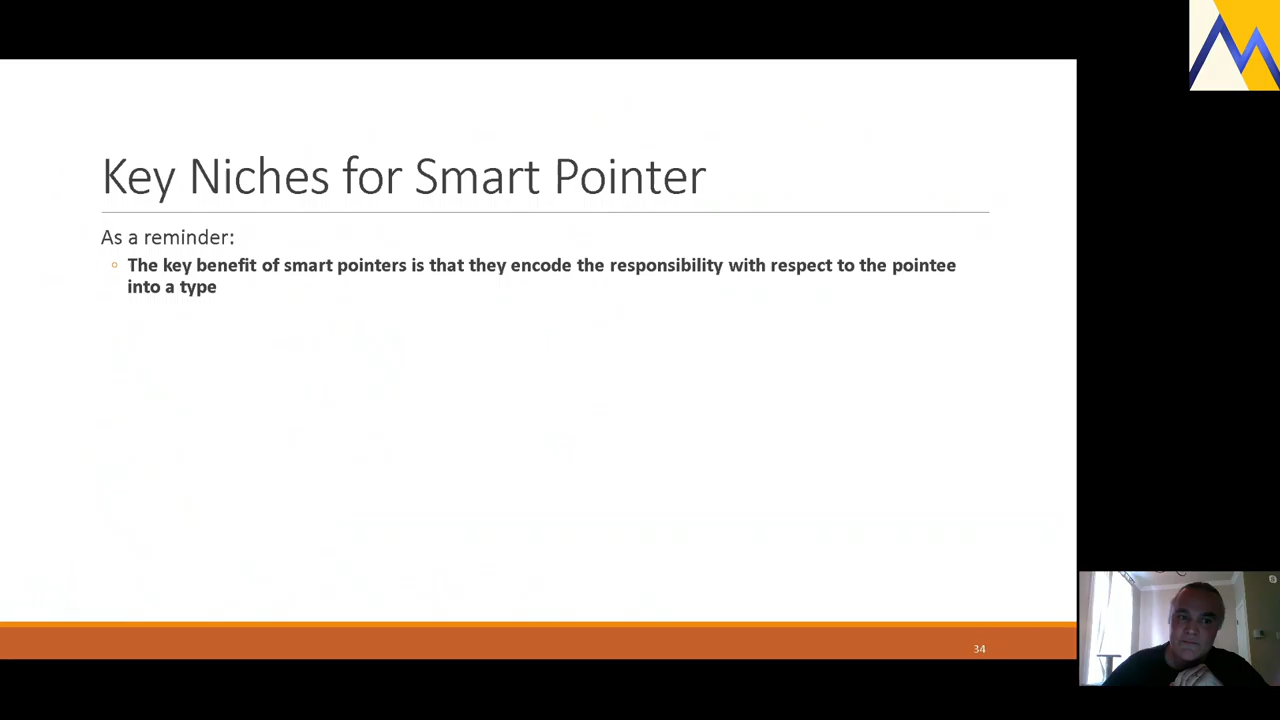 Key Niches for Smart Pointer
As a reminder:
The key benefit of smart pointers is that they encode the responsibility with respect to the pointee
into a type
34